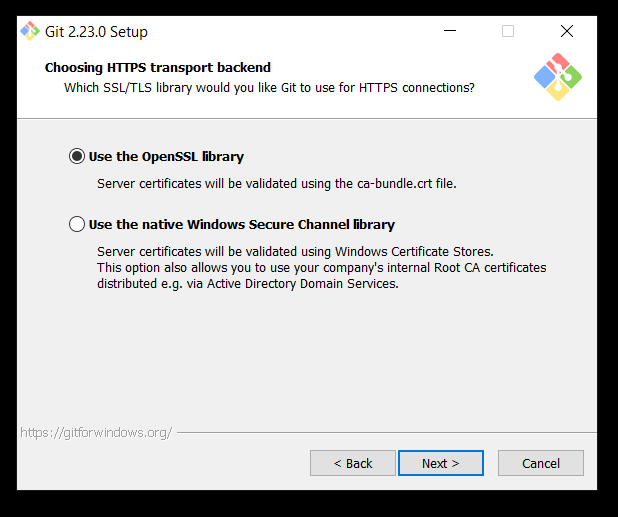 Git 2.23.0 Setup
Choosing HTTPS transport backend
Which SSL/TLS library would you like Git to use for HTTPS connections?
Use the OpenSSL library
Server certificates will be validated using the ca-bundle.crt file.
Use the native Windows Secure Channel library
Server certificates will be validated using Windows Certificate Stores.
This option also allows you to use your company's internal Root CA certificates
distributed e.g. via Active Directory Domain Services.
https://gitforwindows.org/
< Back
Next >
Cancel